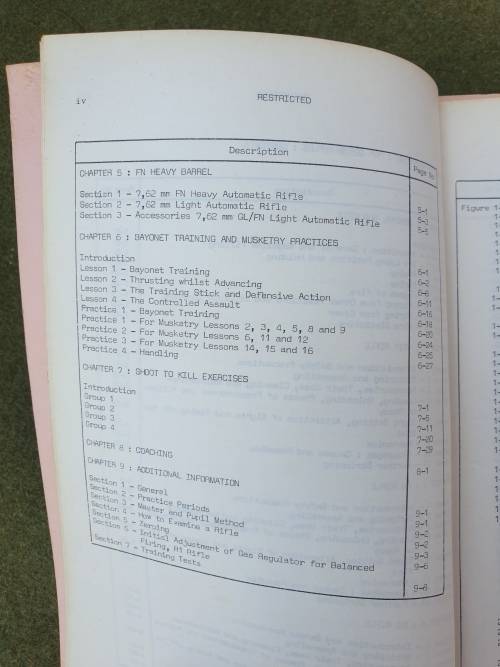 iv RESTRICTED
Description Page No
CHAPTER 5 : FN HEAVY BARREL
Section 1 - 7,62 mm FN Heavy Automatic Rifle 5-1
Section 2 - 7,62 mm Light Automatic Rifle 5-3
Section 3 - Accessories 7,62 mm GL/FN Light Automatic Rifle 5-5
CHAPTER 6 : BAYONET TRAINING AND MUSKETRY PRACTICES
Introduction 6-1
Lesson 1 - Bayonet Training 6-2
Lesson 2 - Thrusting whilst Advancing 6-6
Lesson 3 - The Training Stick and Defensive Action 6-11
Lesson 4 - The Controlled Assault 6-16
Practice 1 - Bayonet Training 6-18
Practice 1 - For Musketry Lessons 2, 3, 4, 5, 8 and 9 6-20
Practice 2 - For Musketry Lessons 6, 11 and 12 6-24
Practice 3 - For Musketry Lessons 14, 15 and 16 6-25
Practice 4 - Handling 6-27
CHAPTER 7 : SHOOT TO KILL EXERCISES
Introduction 7-1
Group 1 7-5
Group 2 7-11
Group 3 7-20
Group 4 7-29
CHAPTER 8 : COACHING 8-1
CHAPTER 9 : ADDITIONAL INFORMATION
Section 1 - General 9-1
Section 2 - Practice Periods 9-1
Section 3 - Master and Pupil Method 9-2
Section 4 - How to Examine a Rifle 9-2
Section 5 - Zeroing 9-3
Section 6 - Initial Adjustment of Gas Regulator for Balanced 9-6
Firing, R1 Rifle
Section 7 - Training Tests 9-8
Figure 1-